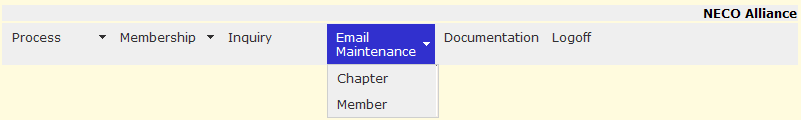 NECO Alliance
Process Membership Inquiry Email Maintenance Documentation Logoff
Chapter
Member